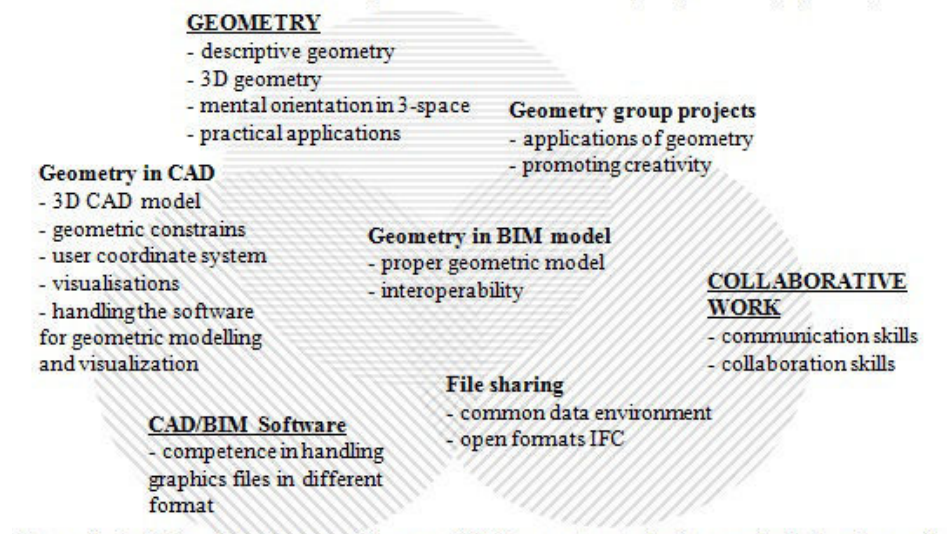 GEOMETRY
- descriptive geometry
- 3D geometry
- mental orientation in 3-space
- practical applications
Geometry group projects
- applications of geometry
- promoting creativity
Geometry in CAD
- 3D CAD model
- geometric constrains
- user coordinate system
- visualisations
- handling the software
for geometric modelling
and visualization
Geometry in BIM model
- proper geometric model
- interoperability
COLLABORATIVE
WORK
- communication skills
- collaboration skills
File sharing
- common data environment
- open formats IFC
CAD/BIM Software
- competence in handling
graphics files in different
format